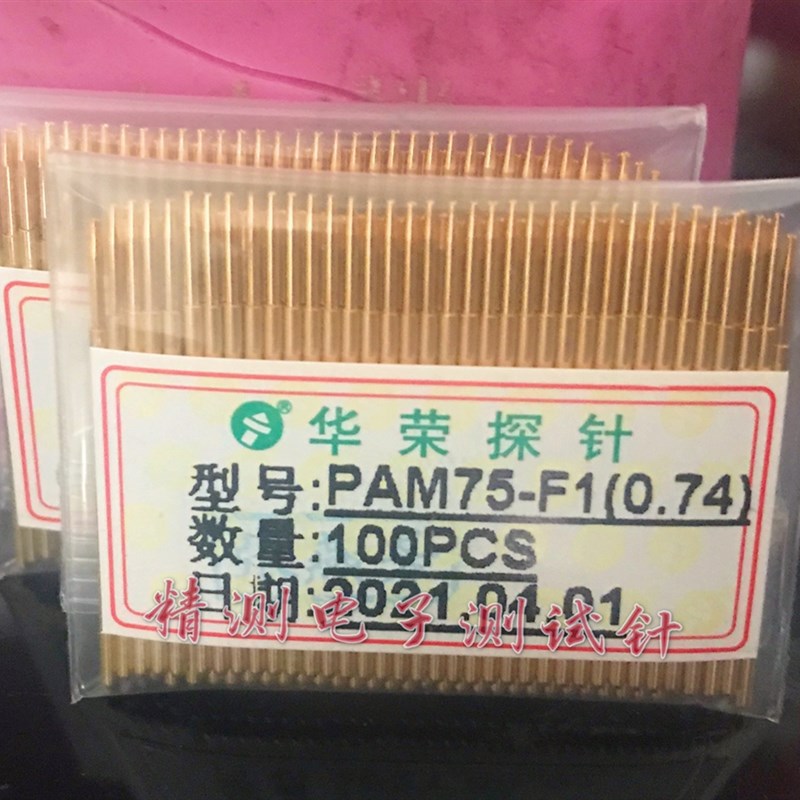 ®华荣探针
型号:PAM75-F1(0.74)
数量:100PCS
日期:2021.04.01
精测电子测试针